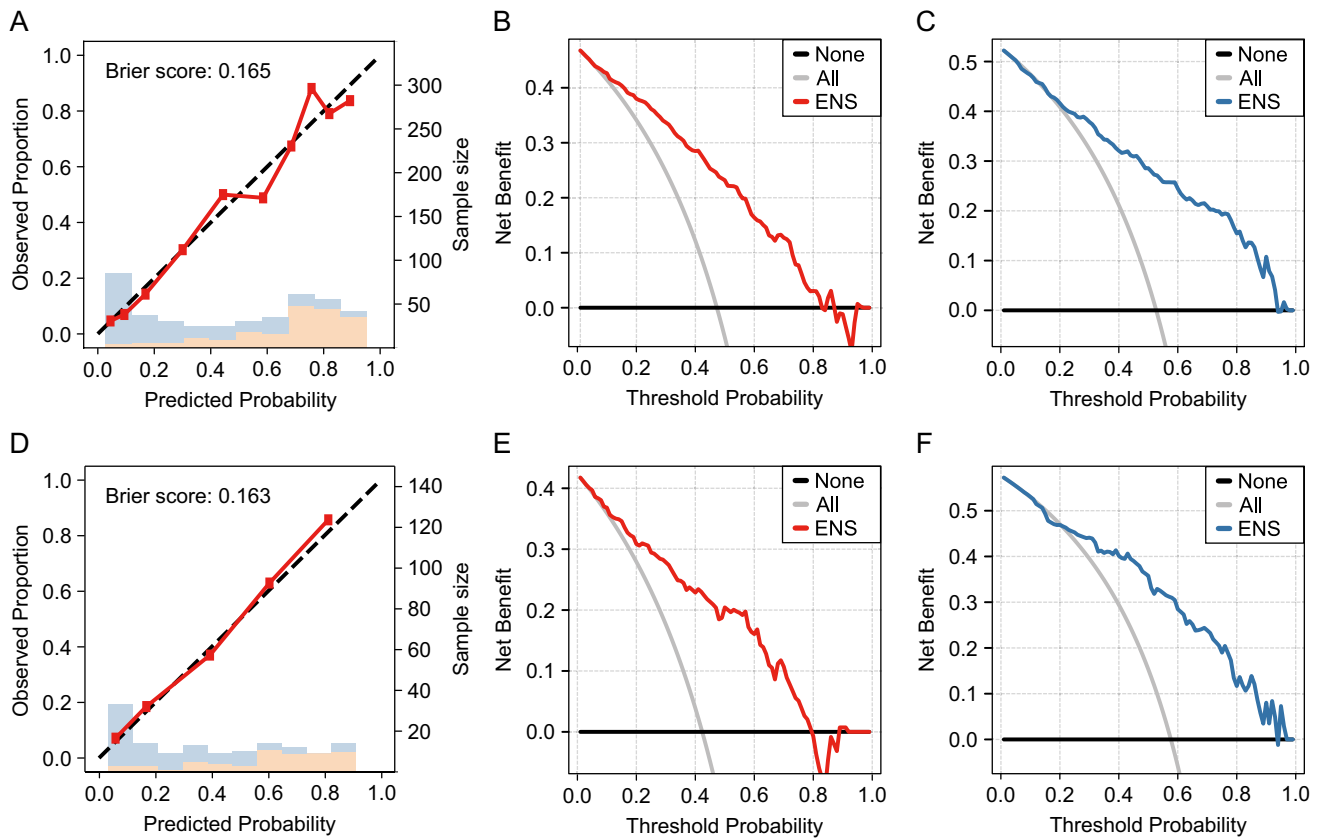 A
Brier score: 0.165
Observed Proportion
1.0
0.8
0.6
0.4
0.2
0.0
300
250
200
150
100
50
Sample size
0.0 0.2 0.4 0.6 0.8 1.0
Predicted Probability
B
None
All
ENS
Net Benefit
0.4
0.3
0.2
0.1
0.0
0.0 0.2 0.4 0.6 0.8 1.0
Threshold Probability
C
None
All
ENS
Net Benefit
0.5
0.4
0.3
0.2
0.1
0.0
0.0 0.2 0.4 0.6 0.8 1.0
Threshold Probability
D
Brier score: 0.163
Observed Proportion
1.0
0.8
0.6
0.4
0.2
0.0
140
120
100
80
60
40
20
Sample size
0.0 0.2 0.4 0.6 0.8 1.0
Predicted Probability
E
None
All
ENS
Net Benefit
0.4
0.3
0.2
0.1
0.0
0.0 0.2 0.4 0.6 0.8 1.0
Threshold Probability
F
None
All
ENS
Net Benefit
0.5
0.4
0.3
0.2
0.1
0.0
0.0 0.2 0.4 0.6 0.8 1.0
Threshold Probability